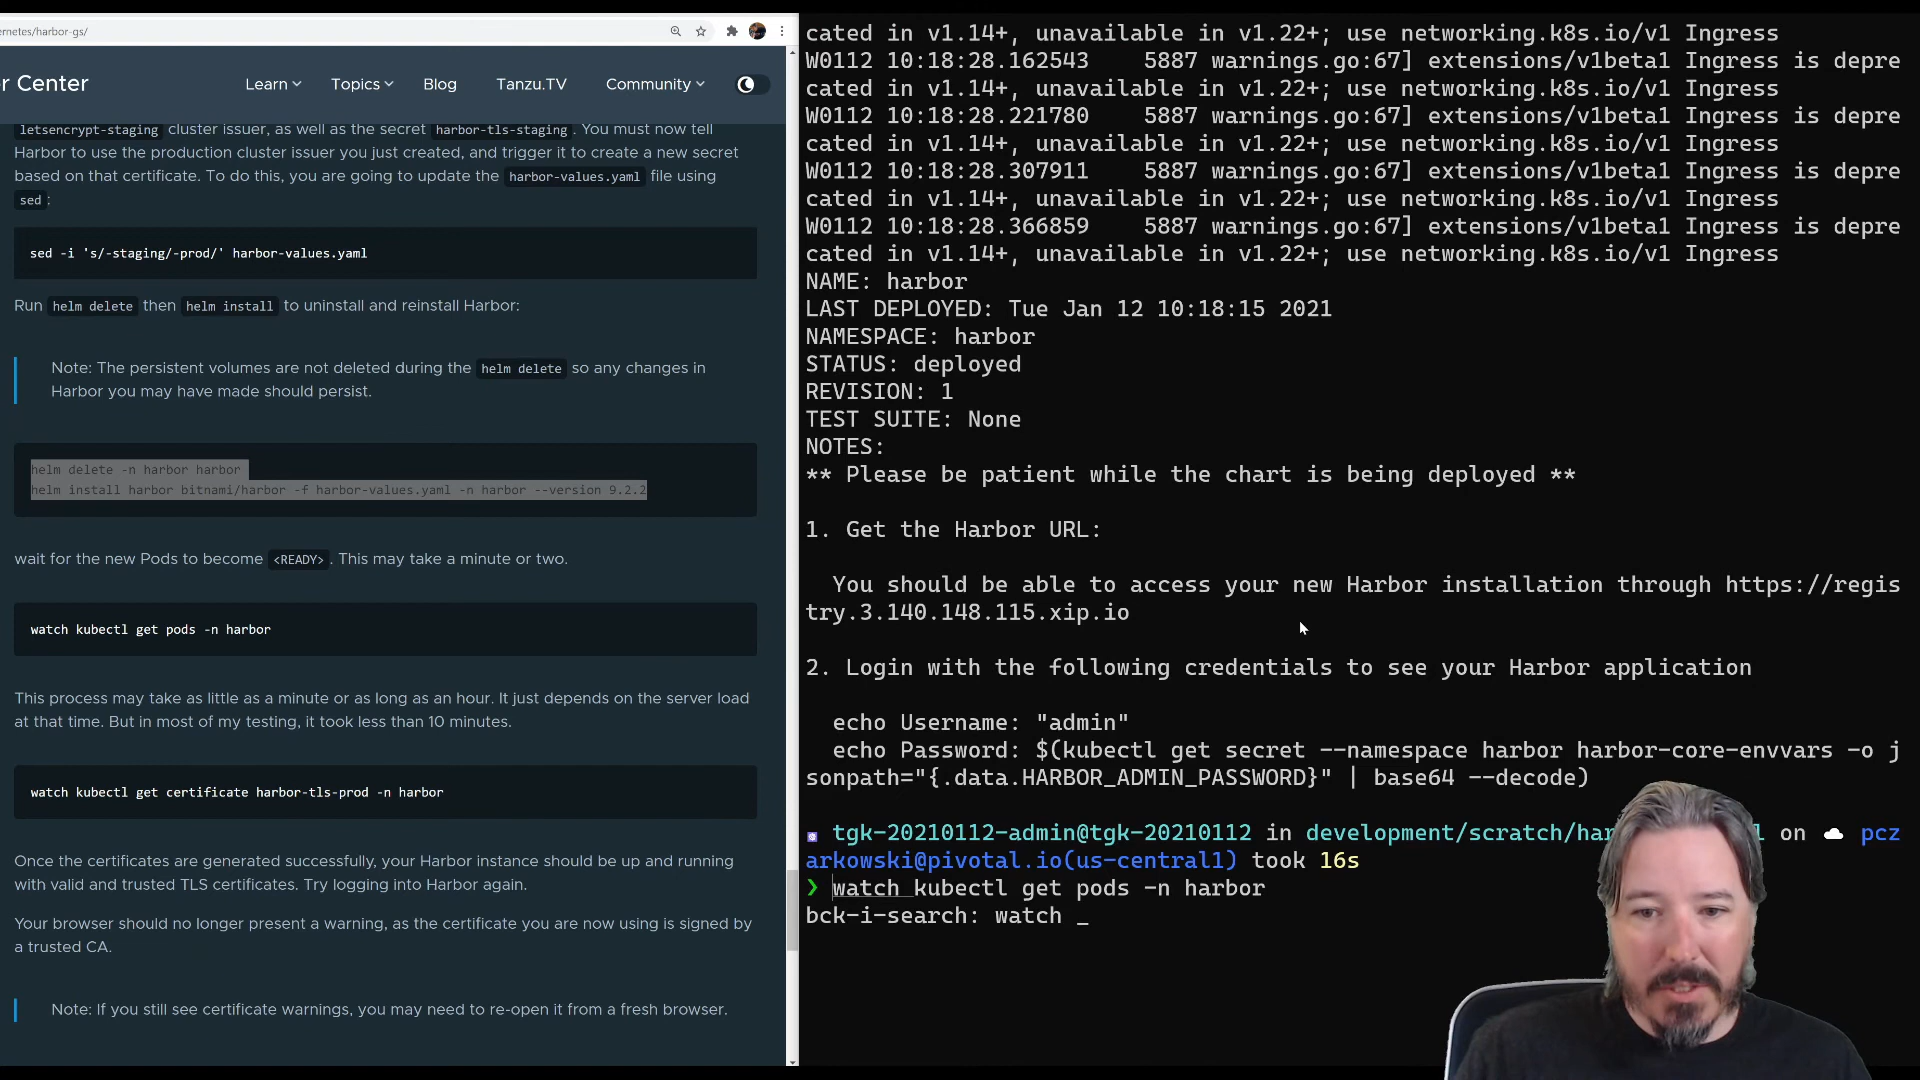 ernetes/harbor-gs/
r Center
Learn
Topics
Blog
Tanzu.TV
Community
letsencrypt-staging cluster issuer, as well as the secret harbor-tls-staging. You must now tell
Harbor to use the production cluster issuer you just created, and trigger it to create a new secret
based on that certificate. To do this, you are going to update the harbor-values.yaml file using
sed:
sed -i 's/-staging/-prod/' harbor-values.yaml
Run helm delete then helm install to uninstall and reinstall Harbor:
Note: The persistent volumes are not deleted during the helm delete so any changes in
Harbor you may have made should persist.
helm delete -n harbor harbor
helm install harbor bitnami/harbor -f harbor-values.yaml -n harbor --version 9.2.2
wait for the new Pods to become <READY>. This may take a minute or two.
watch kubectl get pods -n harbor
This process may take as little as a minute or as long as an hour. It just depends on the server load
at that time. But in most of my testing, it took less than 10 minutes.
watch kubectl get certificate harbor-tls-prod -n harbor
Once the certificates are generated successfully, your Harbor instance should be up and running
with valid and trusted TLS certificates. Try logging into Harbor again.
Your browser should no longer present a warning, as the certificate you are now using is signed by
a trusted CA.
Note: If you still see certificate warnings, you may need to re-open it from a fresh browser.
cated in v1.14+, unavailable in v1.22+; use networking.k8s.io/v1 Ingress
W0112 10:18:28.162543    5887 warnings.go:67] extensions/v1beta1 Ingress is depre
cated in v1.14+, unavailable in v1.22+; use networking.k8s.io/v1 Ingress
W0112 10:18:28.221780    5887 warnings.go:67] extensions/v1beta1 Ingress is depre
cated in v1.14+, unavailable in v1.22+; use networking.k8s.io/v1 Ingress
W0112 10:18:28.307911    5887 warnings.go:67] extensions/v1beta1 Ingress is depre
cated in v1.14+, unavailable in v1.22+; use networking.k8s.io/v1 Ingress
W0112 10:18:28.366859    5887 warnings.go:67] extensions/v1beta1 Ingress is depre
cated in v1.14+, unavailable in v1.22+; use networking.k8s.io/v1 Ingress
NAME: harbor
LAST DEPLOYED: Tue Jan 12 10:18:15 2021
NAMESPACE: harbor
STATUS: deployed
REVISION: 1
TEST SUITE: None
NOTES:
** Please be patient while the chart is being deployed **
1. Get the Harbor URL:
You should be able to access your new Harbor installation through https://regis
try.3.140.148.115.xip.io
2. Login with the following credentials to see your Harbor application
echo Username: "admin"
echo Password: $(kubectl get secret --namespace harbor harbor-core-envvars -o j
sonpath="{.data.HARBOR_ADMIN_PASSWORD}" | base64 --decode)
tgk-20210112-admin@tgk-20210112 in development/scratch/har l on pcz
arkowski@pivotal.io(us-central1) took 16s
❯ watch kubectl get pods -n harbor
bck-i-search: watch _